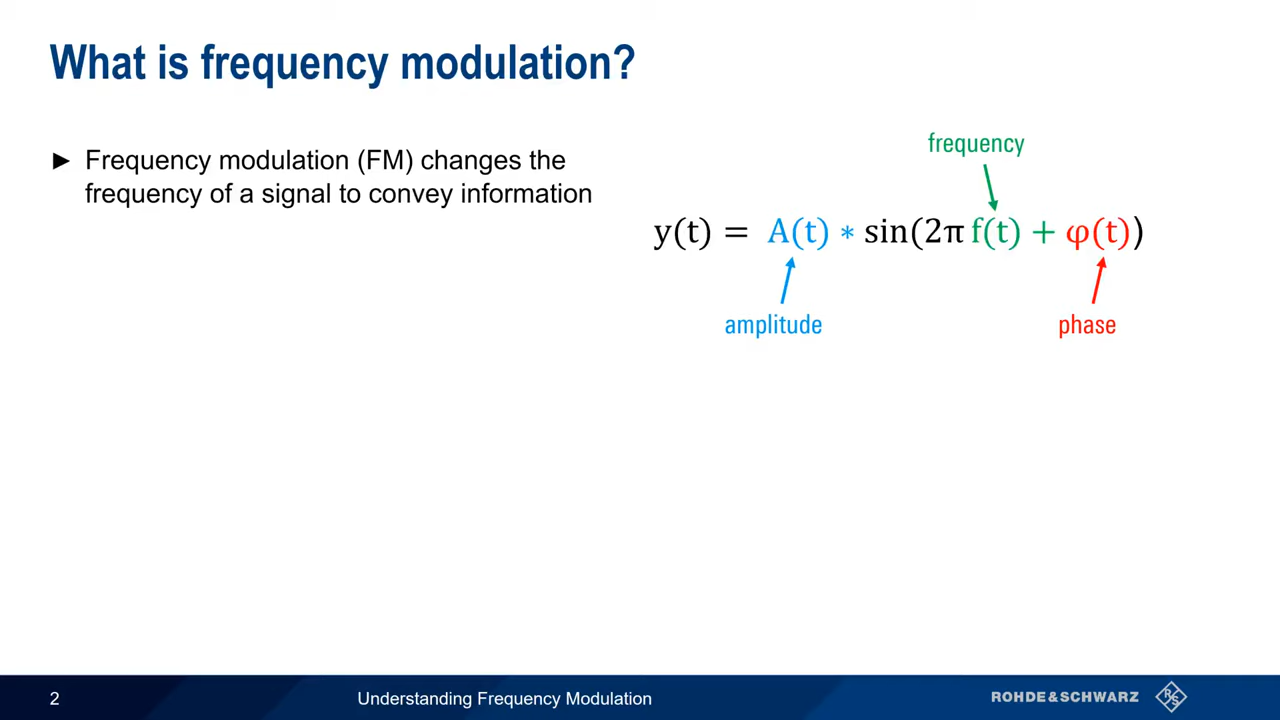 What is frequency modulation?
► Frequency modulation (FM) changes the
frequency of a signal to convey information
frequency
y(t) = A(t) ∗ sin(2π f(t) + φ(t))
amplitude
phase
2
Understanding Frequency Modulation
ROHDE&SCHWARZ
R&S